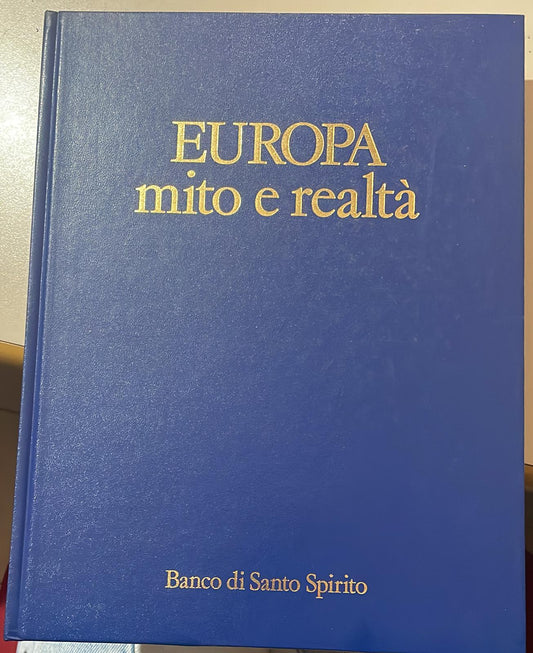 EUROPA
mito e realtà
Banco di Santo Spirito